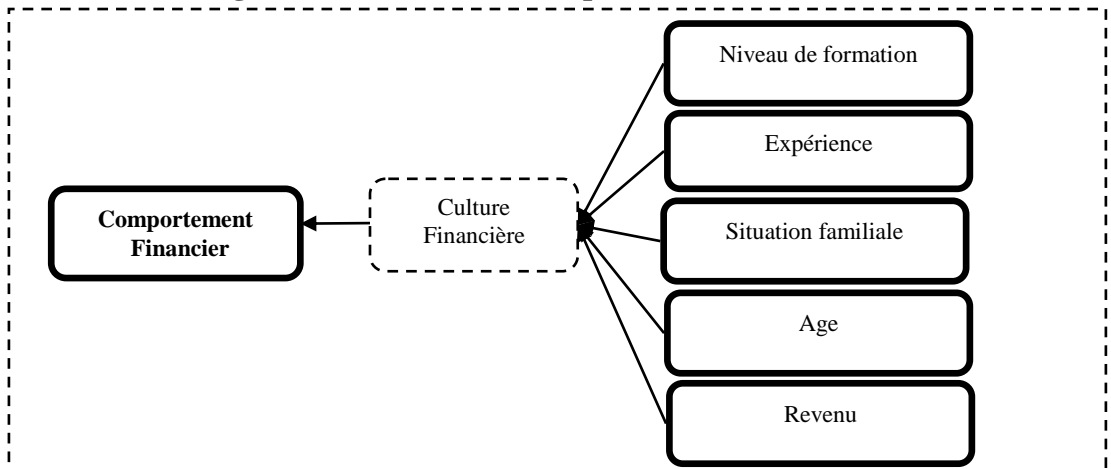 Niveau de formation
Expérience
Comportement
Financier
Culture
Financière
Situation familiale
Age
Revenu